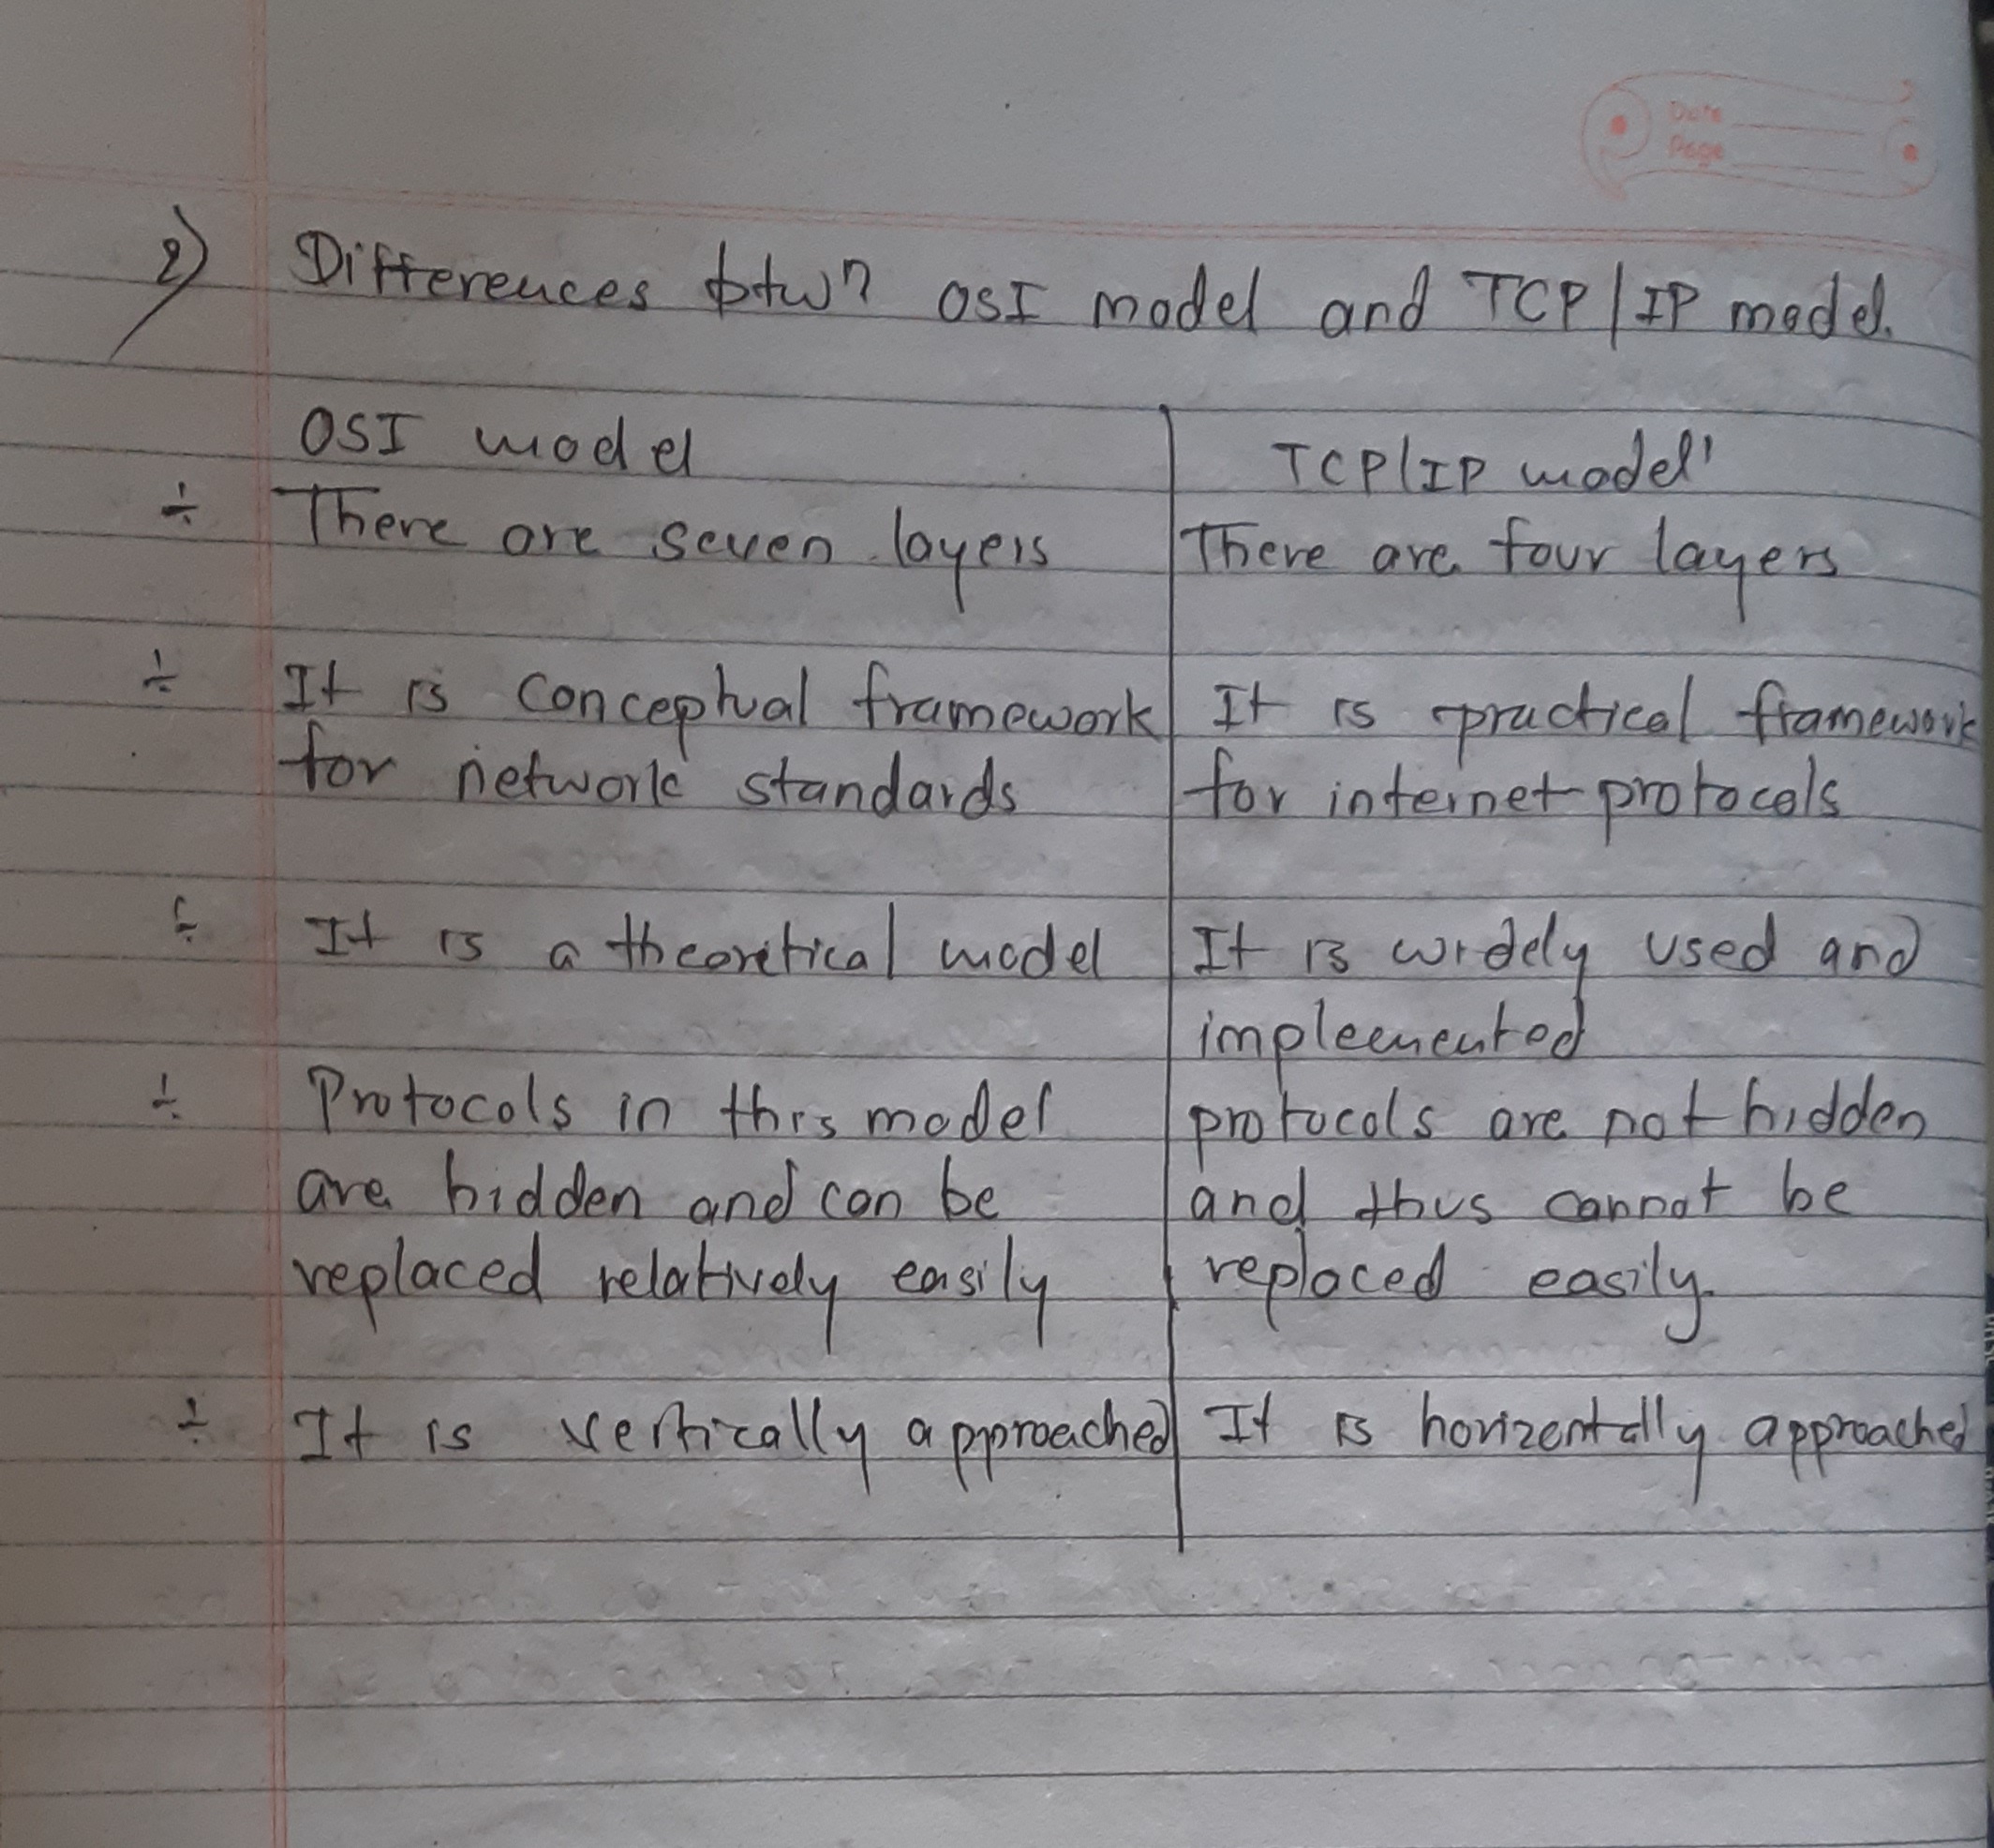 Date
Page
2) Differences btwn OSI model and TCP/IP model.
OSI model
TCP/IP model
÷ There are seven layers
There are four layers
÷ It is conceptual framework
for network standards
It is practical framework
for internet protocols
÷ It is a theoretical model
It is widely used and
impleemented
÷ Protocols in this model
are hidden and can be
replaced relatively easily
protocols are not hidden
and thus cannot be
replaced easily.
÷ It is vertically approached
It is horizentally approached